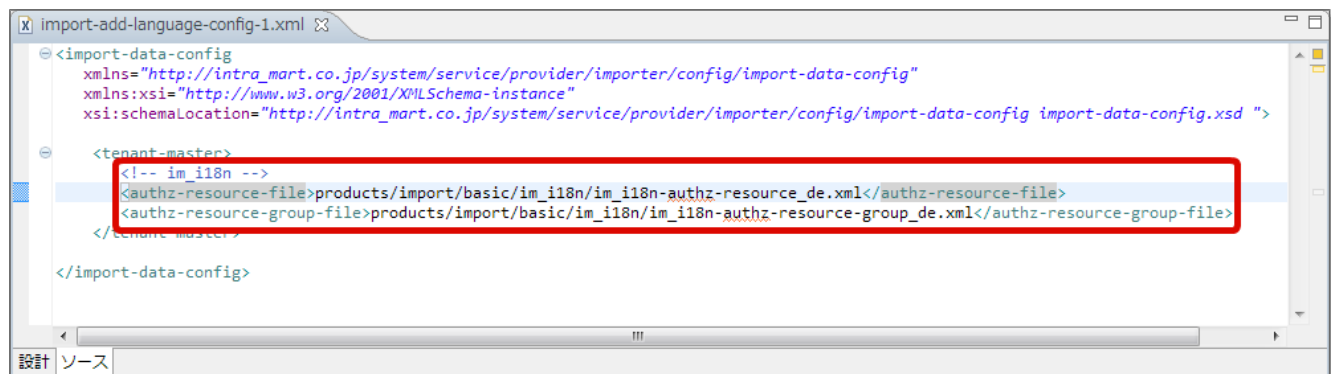 import-add-language-config-1.xml
<import-data-config
xmlns="http://intra_mart.co.jp/system/service/provider/importer/config/import-data-config"
xmlns:xsi="http://www.w3.org/2001/XMLSchema-instance"
xsi:schemaLocation="http://intra_mart.co.jp/system/service/provider/importer/config/import-data-config import-data-config.xsd ">
<tenant-master>
<!-- im_i18n -->
<authz-resource-file>products/import/basic/im_i18n/im_i18n-authz-resource_de.xml</authz-resource-file>
<authz-resource-group-file>products/import/basic/im_i18n/im_i18n-authz-resource-group_de.xml</authz-resource-group-file>
</tenant-master>
</import-data-config>
設計 ソース